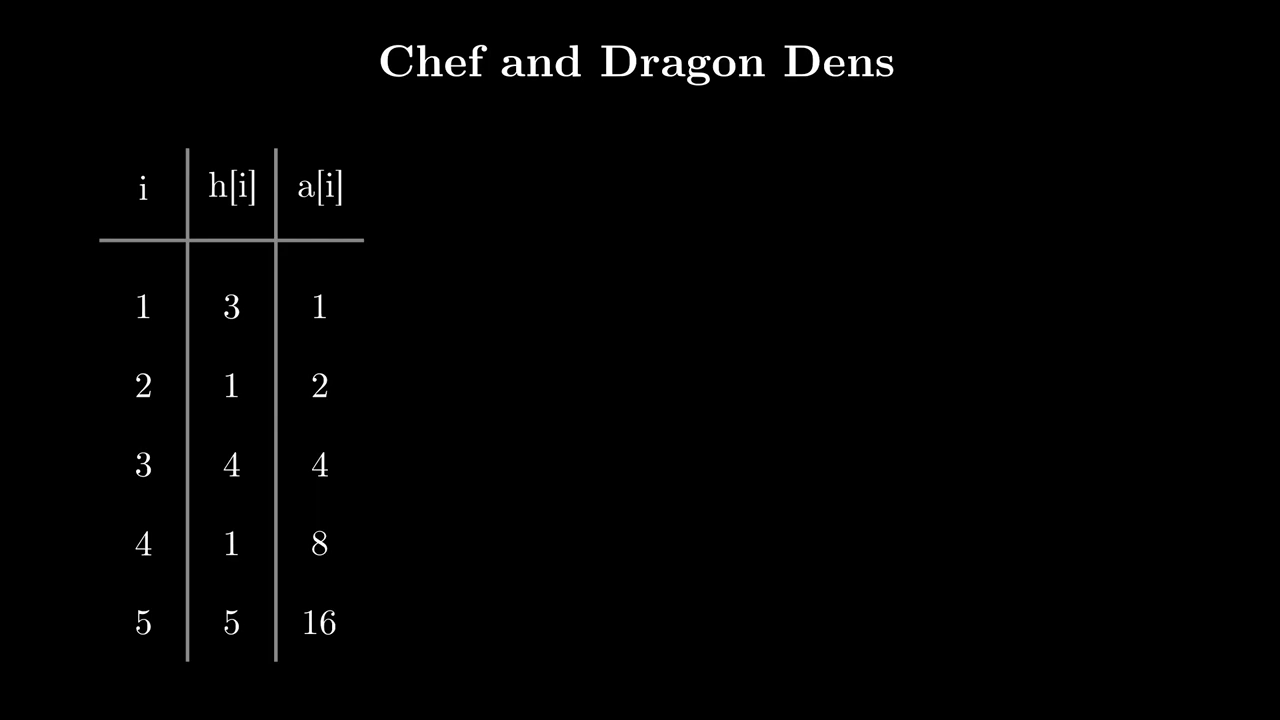 Chef and Dragon Dens
i h[i] a[i]
1 3 1
2 1 2
3 4 4
4 1 8
5 5 16